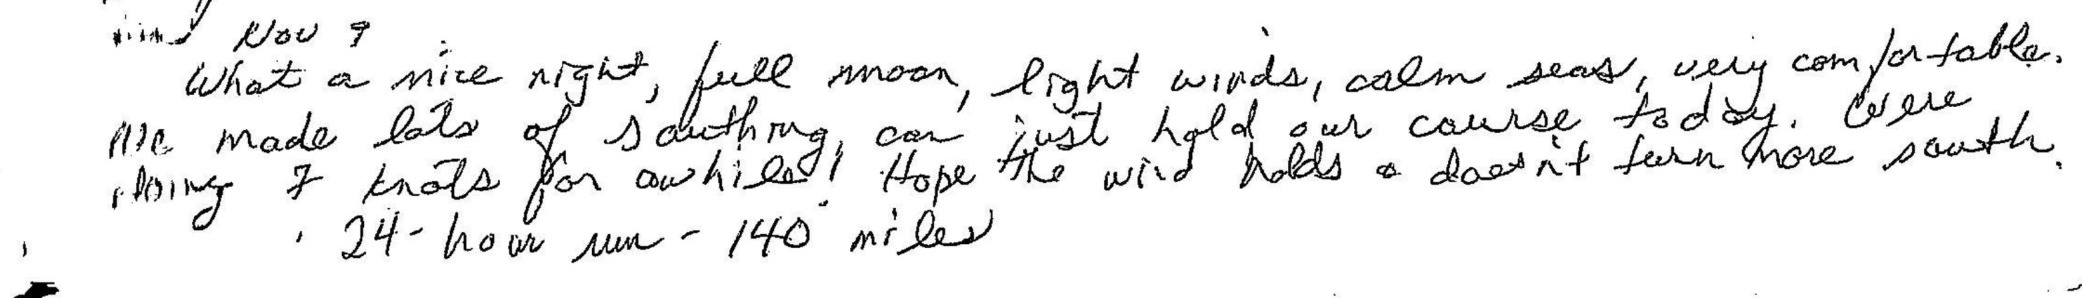 Nov 9
What a nice night, full moon, light winds, calm seas, very comfortable.
We made lots of southing, can just hold our course today. Were
doing 7 knots for awhile! Hope the wind holds & doesn't turn more south.
24-hour run - 140 miles